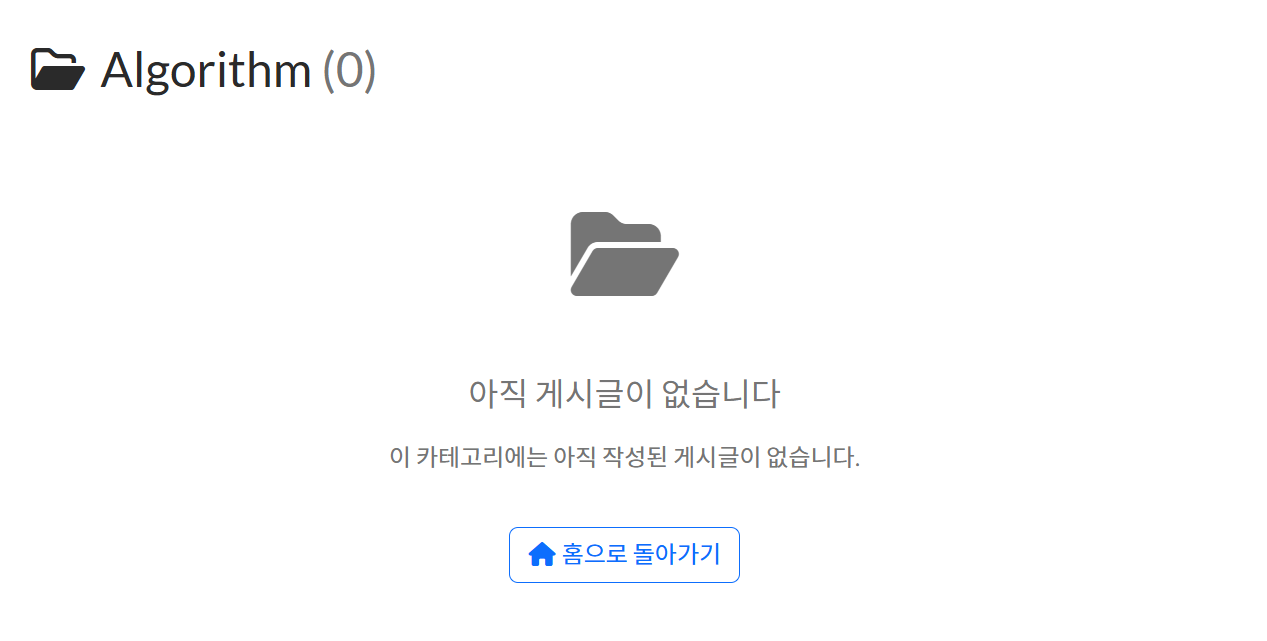 Algorithm (0)
아직 게시글이 없습니다
이 카테고리에는 아직 작성된 게시글이 없습니다.
홈으로 돌아가기